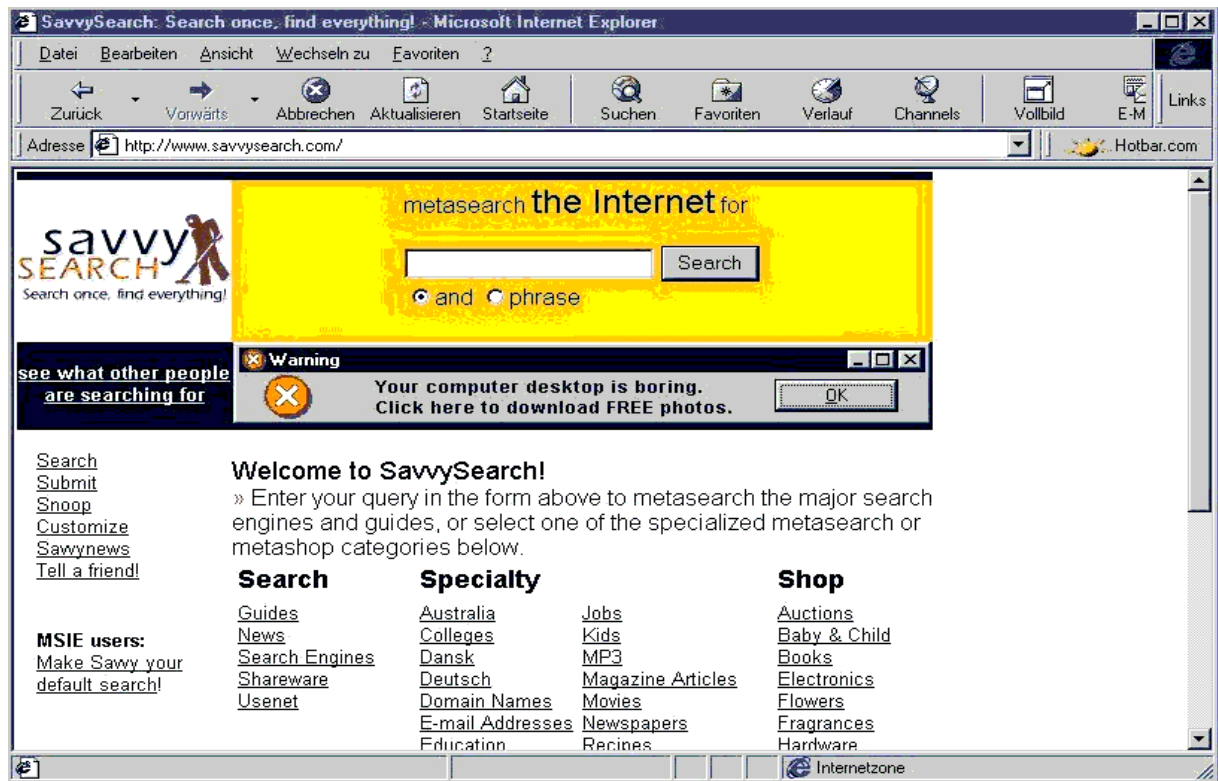 SavvySearch: Search once, find everything! - Microsoft Internet Explorer
Datei Bearbeiten Ansicht Wechseln zu Favoriten ?
Zurück Vorwärts Abbrechen Aktualisieren Startseite Suchen Favoriten Verlauf Channels Vollbild E-M Links
Adresse http://www.savvysearch.com/ Hotbar.com
savvy
SEARCH
Search once, find everything!
metasearch the Internet for
Search
and phrase
see what other people
are searching for
Warning
Your computer desktop is boring.
Click here to download FREE photos.
OK
Search
Submit
Snoop
Customize
Savvynews
Tell a friend!
MSIE users:
Make Savvy your
default search!
Welcome to SavvySearch!
» Enter your query in the form above to metasearch the major search
engines and guides, or select one of the specialized metasearch or
metashop categories below.
Search
Guides
News
Search Engines
Shareware
Usenet
Specialty
Australia
Colleges
Dansk
Deutsch
Domain Names
E-mail Addresses
Education
Jobs
Kids
MP3
Magazine Articles
Movies
Newspapers
Recipes
Shop
Auctions
Baby & Child
Books
Electronics
Flowers
Fragrances
Hardware
Internetzone